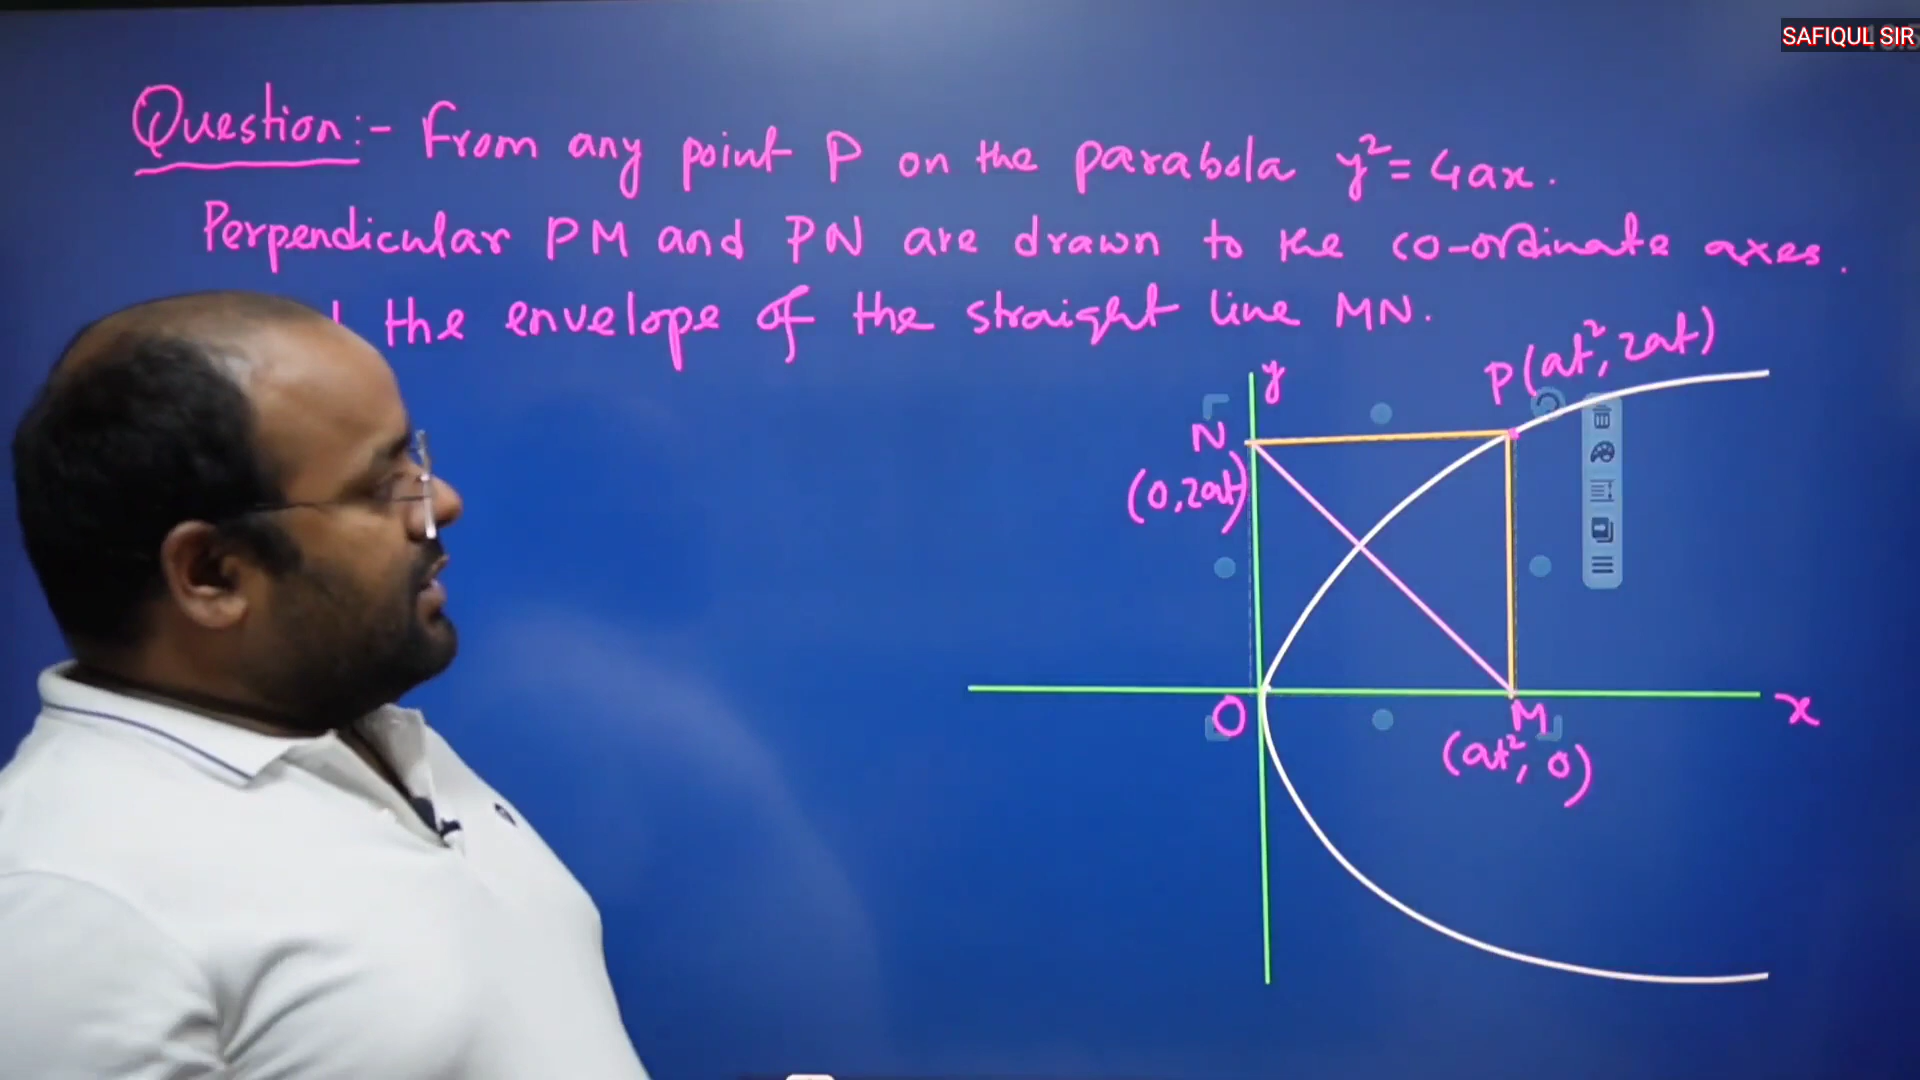 SAFIQUL SIR
Question:- From any point P on the parabola y²= 4ax.
Perpendicular PM and PN are drawn to the co-ordinate axes.
the envelope of the straight line MN.
y
P(at², 2at)
N
(0, 2at)
O
M
x
(at², 0)